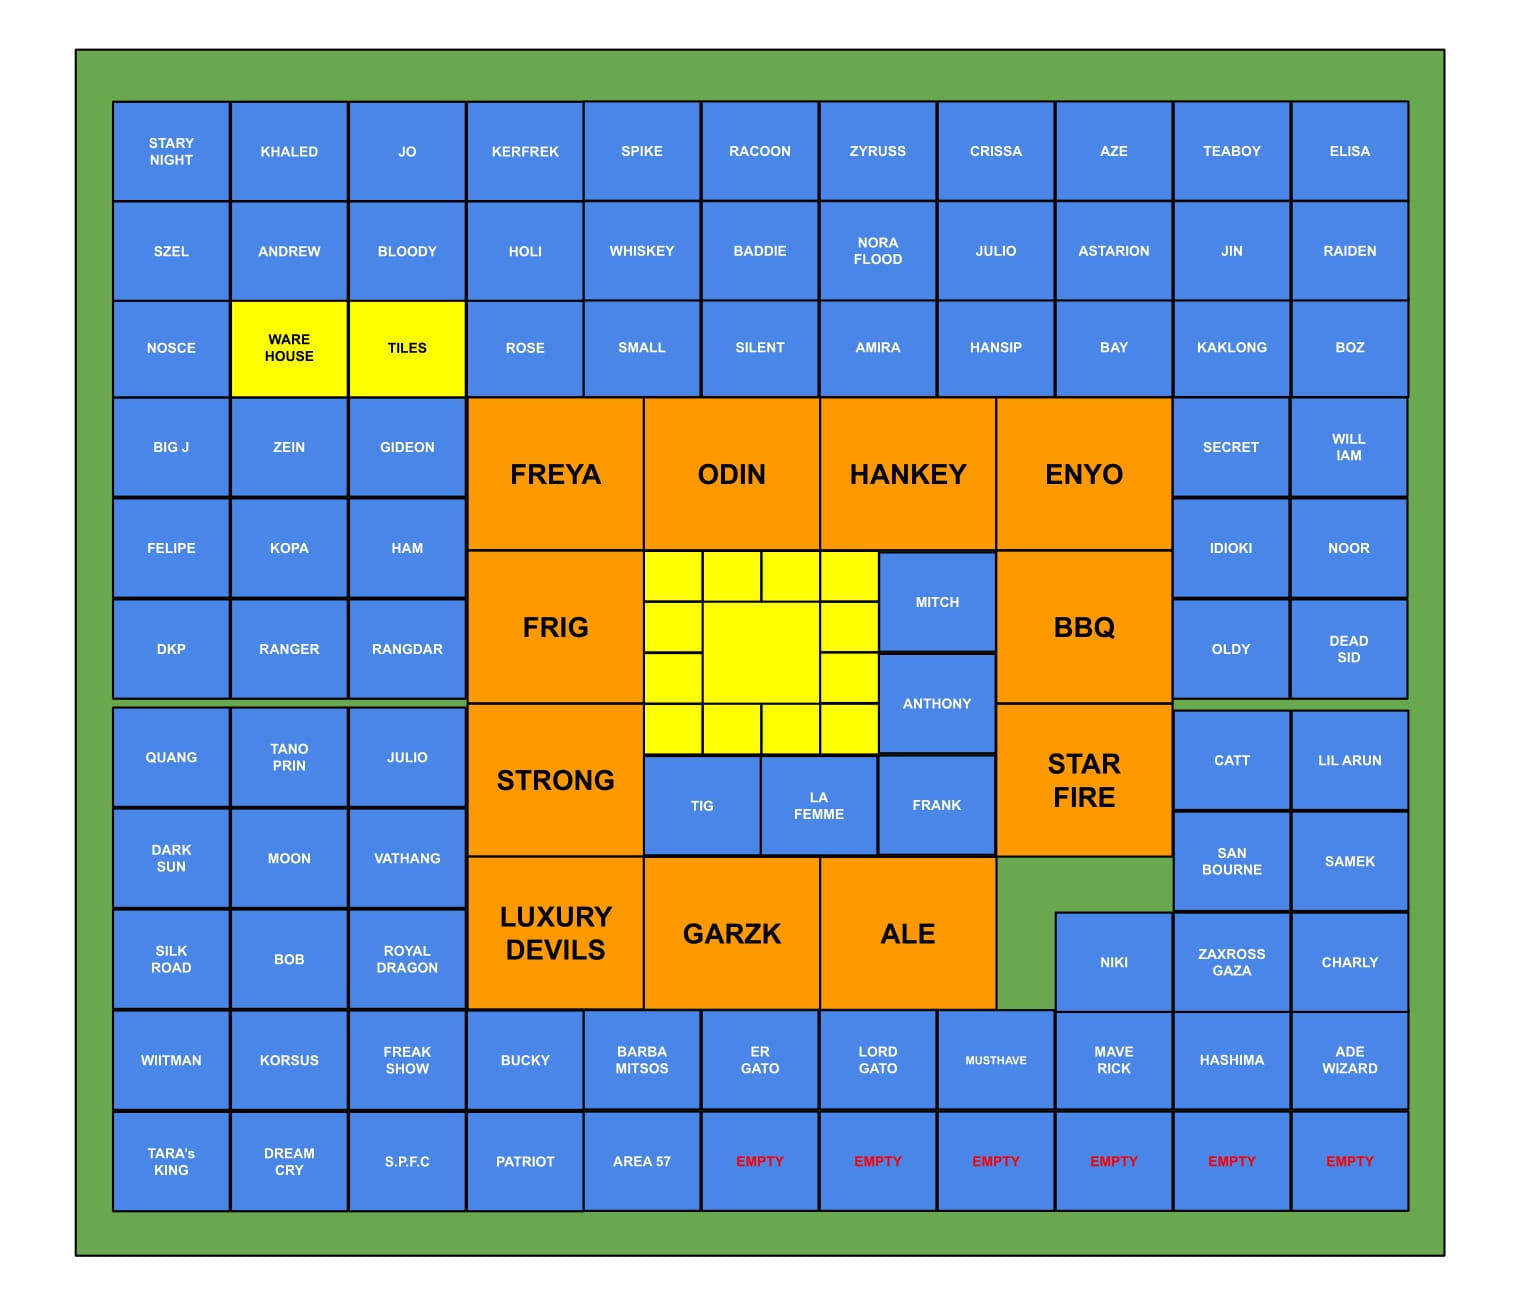 STARY
NIGHT
KHALED
JO
KERFREK
SPIKE
RACOON
ZYRUSS
CRISSA
AZE
TEABOY
ELISA
SZEL
ANDREW
BLOODY
HOLI
WHISKEY
BADDIE
NORA
FLOOD
JULIO
ASTARION
JIN
RAIDEN
NOSCE
WARE
HOUSE
TILES
ROSE
SMALL
SILENT
AMIRA
HANSIP
BAY
KAKLONG
BOZ
BIG J
ZEIN
GIDEON
FREYA
ODIN
HANKEY
ENYO
SECRET
WILL
IAM
FELIPE
KOPA
HAM
IDIOKI
NOOR
FRIG
MITCH
BBQ
DKP
RANGER
RANGDAR
OLDY
DEAD
SID
ANTHONY
QUANG
TANO
PRIN
JULIO
STRONG
STAR
FIRE
CATT
LIL ARUN
TIG
LA
FEMME
FRANK
DARK
SUN
MOON
VATHANG
SAN
BOURNE
SAMEK
LUXURY
DEVILS
GARZK
ALE
SILK
ROAD
BOB
ROYAL
DRAGON
NIKI
ZAXROSS
GAZA
CHARLY
WIITMAN
KORSUS
FREAK
SHOW
BUCKY
BARBA
MITSOS
ER
GATO
LORD
GATO
MUSTHAVE
MAVE
RICK
HASHIMA
ADE
WIZARD
TARA's
KING
DREAM
CRY
S.P.F.C
PATRIOT
AREA 57
EMPTY
EMPTY
EMPTY
EMPTY
EMPTY
EMPTY